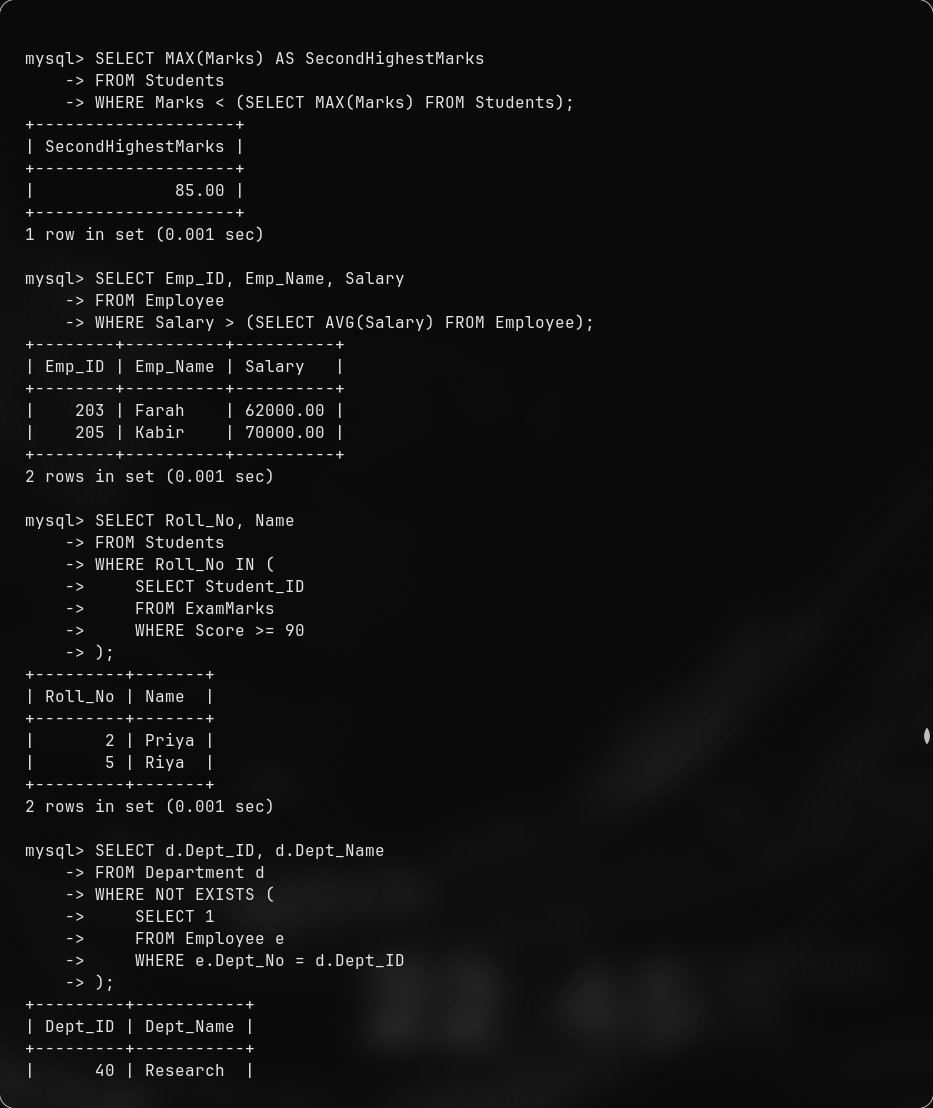 mysql> SELECT MAX(Marks) AS SecondHighestMarks
    -> FROM Students
    -> WHERE Marks < (SELECT MAX(Marks) FROM Students);
+--------------------+
| SecondHighestMarks |
+--------------------+
|              85.00 |
+--------------------+
1 row in set (0.001 sec)

mysql> SELECT Emp_ID, Emp_Name, Salary
    -> FROM Employee
    -> WHERE Salary > (SELECT AVG(Salary) FROM Employee);
+--------+----------+----------+
| Emp_ID | Emp_Name | Salary   |
+--------+----------+----------+
|    203 | Farah    | 62000.00 |
|    205 | Kabir    | 70000.00 |
+--------+----------+----------+
2 rows in set (0.001 sec)

mysql> SELECT Roll_No, Name
    -> FROM Students
    -> WHERE Roll_No IN (
    ->     SELECT Student_ID
    ->     FROM ExamMarks
    ->     WHERE Score >= 90
    -> );
+---------+-------+
| Roll_No | Name  |
+---------+-------+
|       2 | Priya |
|       5 | Riya  |
+---------+-------+
2 rows in set (0.001 sec)

mysql> SELECT d.Dept_ID, d.Dept_Name
    -> FROM Department d
    -> WHERE NOT EXISTS (
    ->     SELECT 1
    ->     FROM Employee e
    ->     WHERE e.Dept_No = d.Dept_ID
    -> );
+---------+-----------+
| Dept_ID | Dept_Name |
+---------+-----------+
|      40 | Research  |